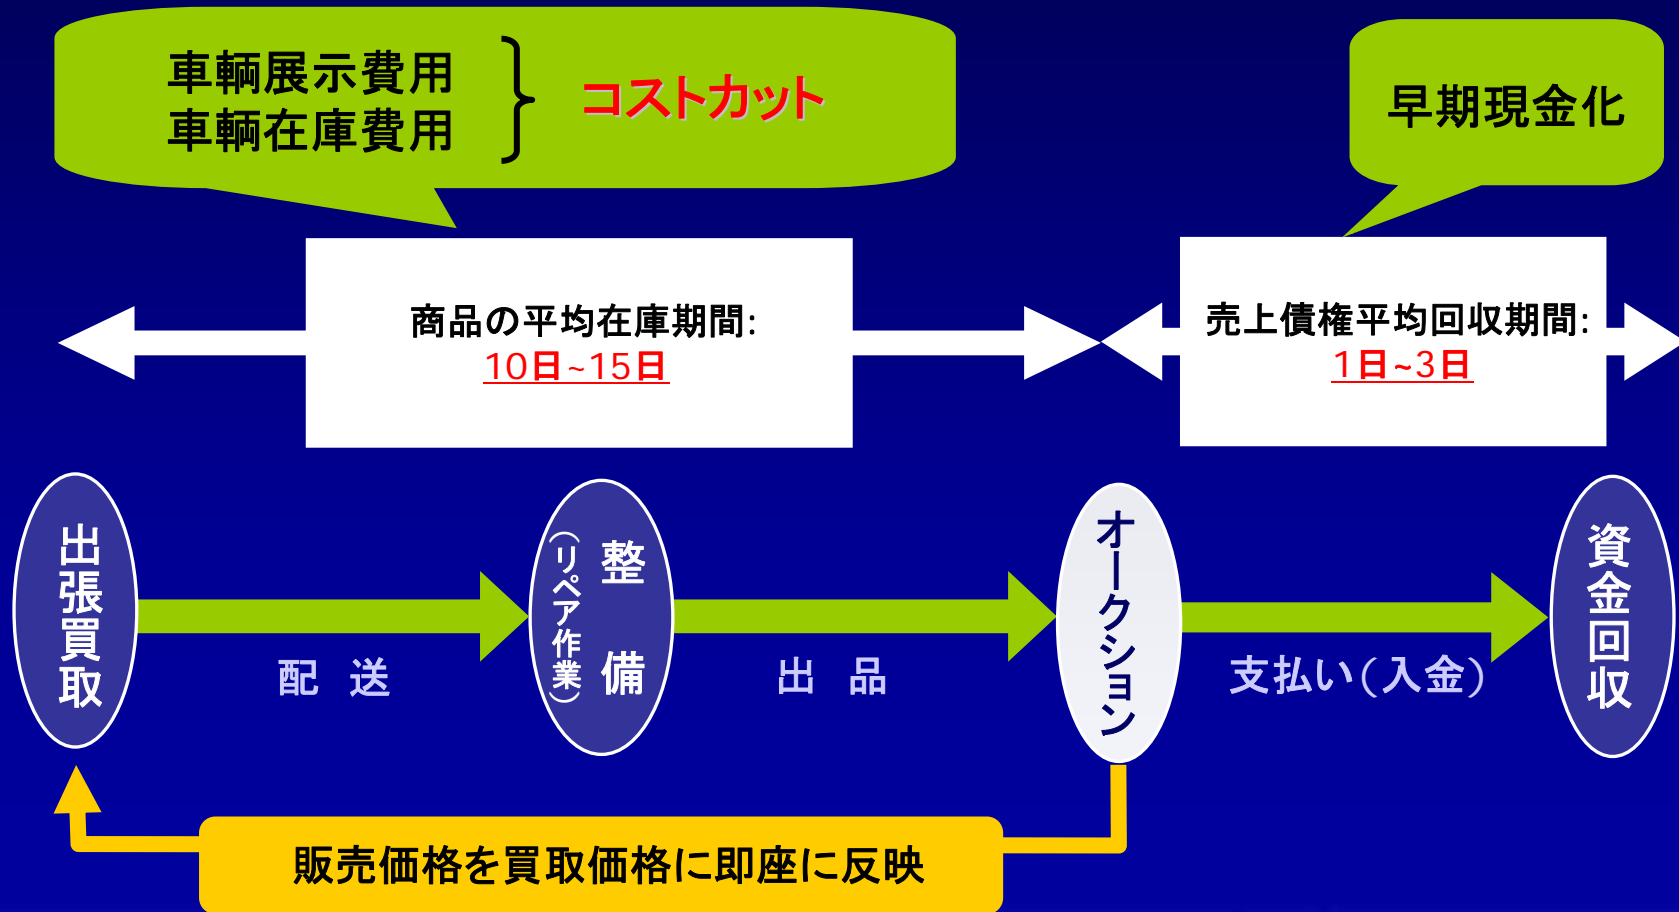 車輌展示費用
車輌在庫費用
コストカット
早期現金化
商品の平均在庫期間:
10日~15日
売上債権平均回収期間:
1日~3日
出張買取
配 送
整 備
(リペア作業)
出 品
オークション
支払い(入金)
資金回収
販売価格を買取価格に即座に反映